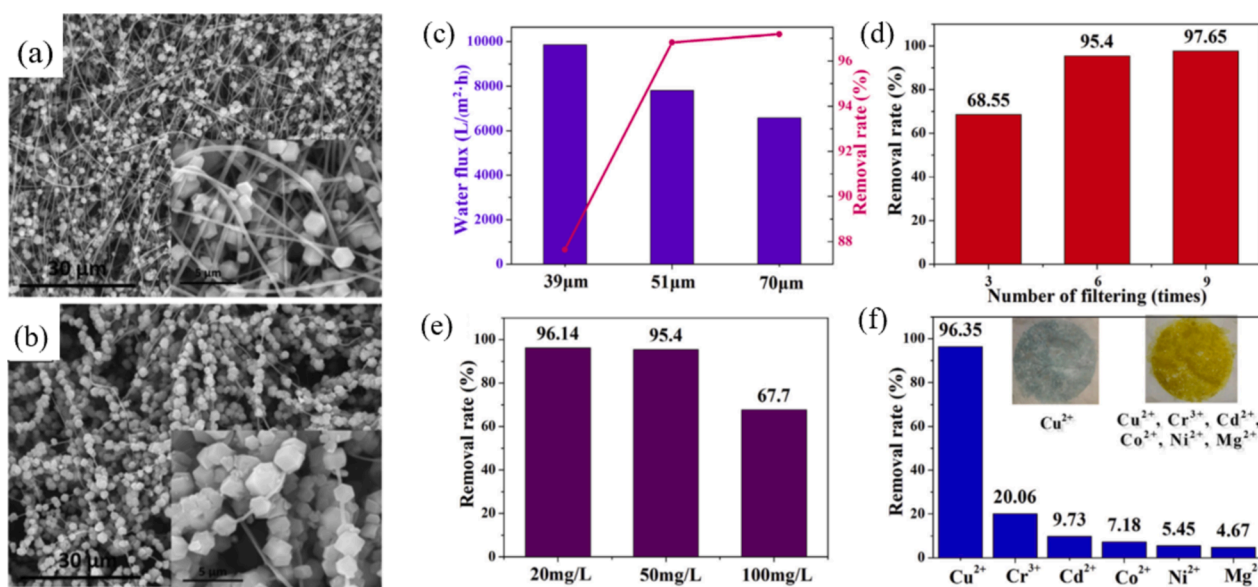 (a)
30 µm
5 µm
(b)
30 µm
5 µm
(c)
Water flux (L/(m²·h)
10000
8000
6000
4000
2000
0
39µm
51µm
70µm
96
94
92
90
88
Removal rate (%)
(d)
Removal rate (%)
100
80
60
40
20
0
68.55
95.4
97.65
3
6
9
Number of filtering (times)
(e)
Removal rate (%)
100
80
60
40
20
0
96.14
95.4
67.7
20mg/L
50mg/L
100mg/L
(f)
Removal rate (%)
100
80
60
40
20
0
96.35
20.06
9.73
7.18
5.45
4.67
Cu²⁺
Cu²⁺, Cr³⁺, Cd²⁺,
Co²⁺, Ni²⁺, Mg²⁺
Cu²⁺
Cr³⁺
Cd²⁺
Co²⁺
Ni²⁺
Mg²⁺